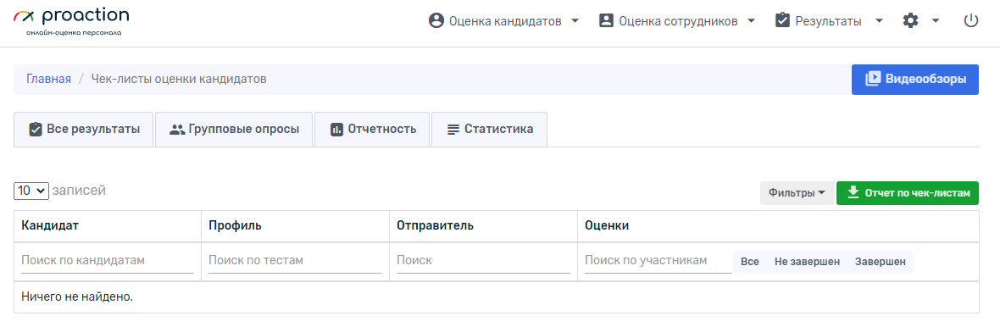 proaction
онлайн-оценка персонала
Оценка кандидатов Оценка сотрудников Результаты
Главная / Чек-листы оценки кандидатов Видеообзоры
Все результаты Групповые опросы Отчетность Статистика
10 записей Фильтры Отчет по чек-листам
Кандидат Профиль Отправитель Оценки
Поиск по кандидатам Поиск по тестам Поиск Поиск по участникам Все Не завершен Завершен
Ничего не найдено.